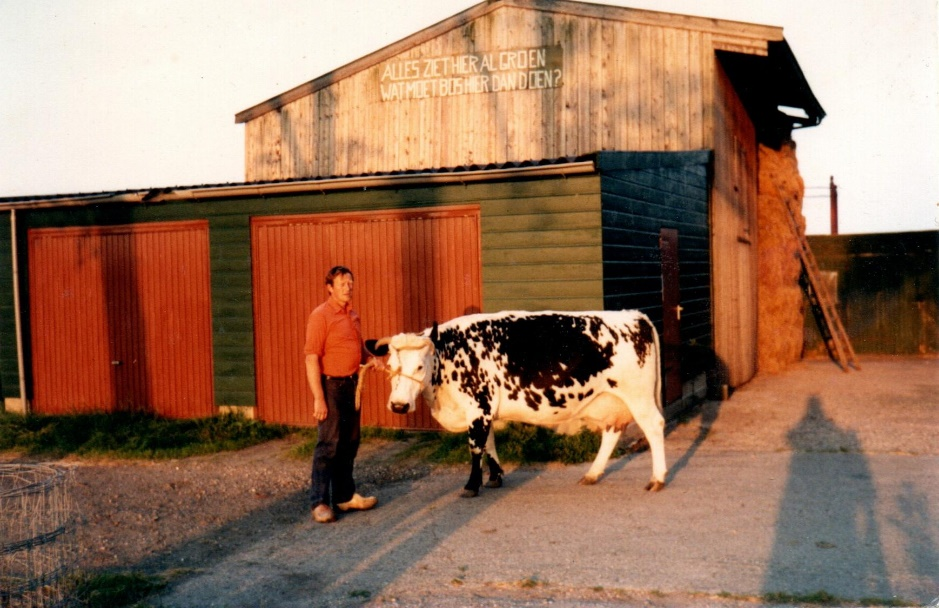 ALLES ZIET HIER AL GROEN
WAT MOET BOS HIER DAN DOEN?